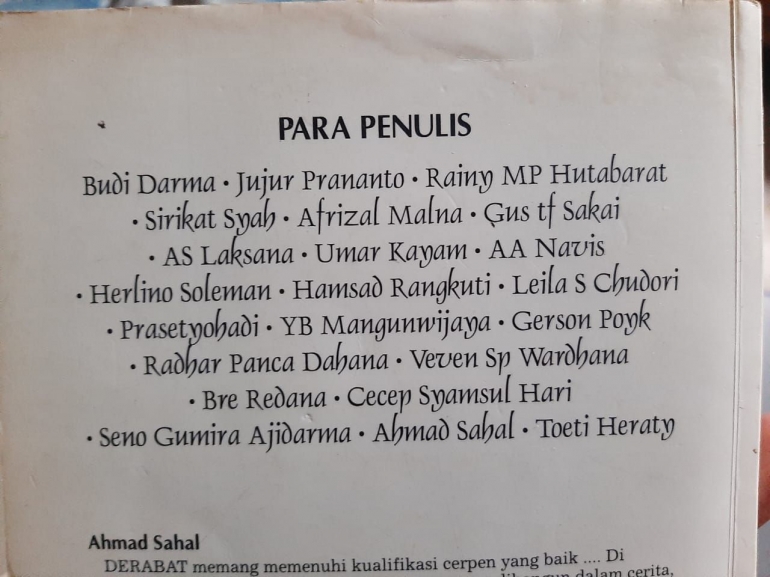 PARA PENULIS
Budi Darma • Jujur Prananto • Rainy MP Hutabarat
• Sirikat Syah • Afrizal Malna • Gus tf Sakai
• AS Laksana • Umar Kayam • AA Navis
• Herlino Soleman • Hamsad Rangkuti • Leila S Chudori
• Prasetyohadi • YB Mangunwijaya • Gerson Poyk
• Radhar Panca Dahana • Veven Sp Wardhana
• Bre Redana • Cecep Syamsul Hari
• Seno Gumira Ajidarma • Ahmad Sahal • Toeti Heraty
Ahmad Sahal
DERABAT memang memenuhi kualifikasi cerpen yang baik .... Di
dalam cerita,